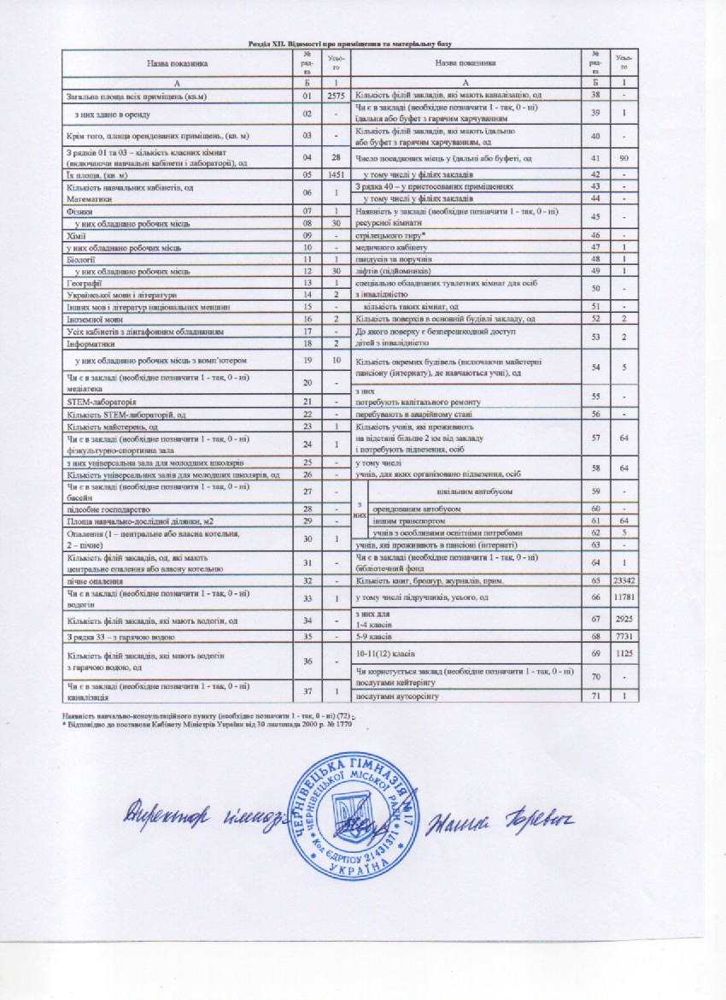 Розділ XII. Відомості про приміщення та матеріальну базу
Назва показника № ряд-ка Усьо-го Назва показника № ряд-ка Усьо-го
А Б 1 А Б 1
Загальна площа всіх приміщень (кв.м) 01 2575
з них здано в оренду 02 -
Крім того, площа орендованих приміщень, (кв. м) 03 -
З рядків 01 та 03 – кількість класних кімнат
(включаючи навчальні кабінети і лабораторії), од 04 28
Їх площа, (кв. м) 05 1451
Кількість навчальних кабінетів, од
Математики 06 1
Фізики 07 1
у них обладнано робочих місць 08 30
Хімії 09 -
у них обладнано робочих місць 10 -
Біології 11 1
у них обладнано робочих місць 12 30
Географії 13 1
Української мови і літератури 14 2
Інших мов і літератур національних меншин 15 -
Іноземної мови 16 2
Усіх кабінетів з лінгафонним обладнанням 17 -
Інформатики 18 2
у них обладнано робочих місць з комп'ютером 19 10
Чи є в закладі (необхідне позначити 1 - так, 0 - ні)
медіатека 20 -
STEM-лабораторія 21 -
Кількість STEM-лабораторій, од 22 -
Кількість майстерень, од 23 1
Чи є в закладі (необхідне позначити 1 - так, 0 - ні)
фізкультурно-спортивна зала 24 1
з них універсальна зала для молодших школярів 25 -
Кількість універсальних залів для молодших школярів, од 26 -
Чи є в закладі (необхідне позначити 1 - так, 0 - ні)
басейн 27 -
підсобне господарство 28 -
Площа навчально-дослідної ділянки, м2 29 -
Опалення (1 – центральне або власна котельня,
2 – пічне) 30 1
Кількість філій закладів, од, які мають
центральне опалення або власну котельню 31 -
пічне опалення 32 -
Чи є в закладі (необхідне позначити 1 - так, 0 - ні)
водогін 33 1
Кількість філій закладів, які мають водогін, од 34 -
З рядка 33 – з гарячою водою 35 -
Кількість філій закладів, які мають водогін
з гарячою водою, од 36 -
Чи є в закладі (необхідне позначити 1 - так, 0 - ні)
каналізація 37 1
Кількість філій закладів, які мають каналізацію, од 38 -
Чи є в закладі (необхідне позначити 1 - так, 0 - ні)
їдальня або буфет з гарячим харчуванням 39 1
Кількість філій закладів, які мають їдальню
або буфет з гарячим харчуванням, од 40 -
Число посадкових місць у їдальні або буфеті, од 41 90
у тому числі у філіях закладів 42 -
З рядка 40 – у пристосованих приміщеннях 43 -
у тому числі у філіях закладів 44 -
Наявність у закладі (необхідне позначити 1 - так, 0 - ні)
ресурсної кімнати 45 -
стрілецького тиру* 46 -
медичного кабінету 47 1
пандусів та поручнів 48 1
ліфтів (підйомників) 49 1
спеціально обладнаних туалетних кімнат для осіб
з інвалідністю 50 -
кількість таких кімнат, од 51 -
Кількість поверхів в основній будівлі закладу, од 52 2
До якого поверху є безперешкодний доступ
дітей з інвалідністю 53 2
Кількість окремих будівель (включаючи майстерні
пансіону (інтернату), де навчаються учні), од 54 5
з них
потребують капітального ремонту 55 -
перебувають в аварійному стані 56 -
Кількість учнів, які проживають
на відстані більше 2 км від закладу
і потребують підвезення, осіб 57 64
у тому числі
учнів, для яких організовано підвезення, осіб 58 64
з них
шкільним автобусом 59 -
орендованим автобусом 60 -
іншим транспортом 61 64
учнів з особливими освітніми потребами 62 5
учнів, які проживають в пансіоні (інтернаті) 63 -
Чи є в закладі (необхідне позначити 1 - так, 0 - ні)
бібліотечний фонд 64 1
Кількість книг, брошур, журналів, прим. 65 23342
у тому числі підручників, усього, од 66 11781
з них для
1-4 класів 67 2925
5-9 класів 68 7731
10-11(12) класів 69 1125
Чи користується заклад (необхідне позначити 1 - так, 0 - ні)
послугами кейтерінгу 70 -
послугами аутсорсінгу 71 1
Наявність навчально-консультаційного пункту (необхідне позначити 1 - так, 0 - ні) (72) -
* Відповідно до постанови Кабінету Міністрів України від 30 листопада 2000 р. № 1770
Директор гімназії
ЧЕРНІВЕЦЬКА ГІМНАЗІЯ №17
ЧЕРНІВЕЦЬКОЇ МІСЬКОЇ РАДИ
* Код ЄДРПОУ 21431371 *
* УКРАЇНА *